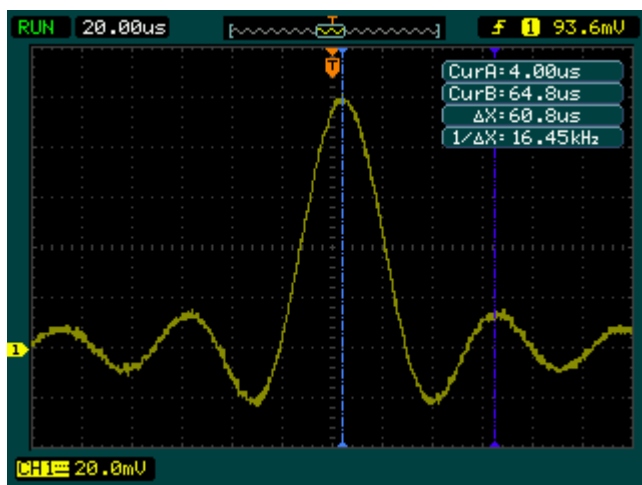 RUN 20.00us T 1 93.6mV
T
CurA:4.00us
CurB:64.8us
ΔX:60.8us
1/ΔX:16.45kHz
1
CH1 20.0mV